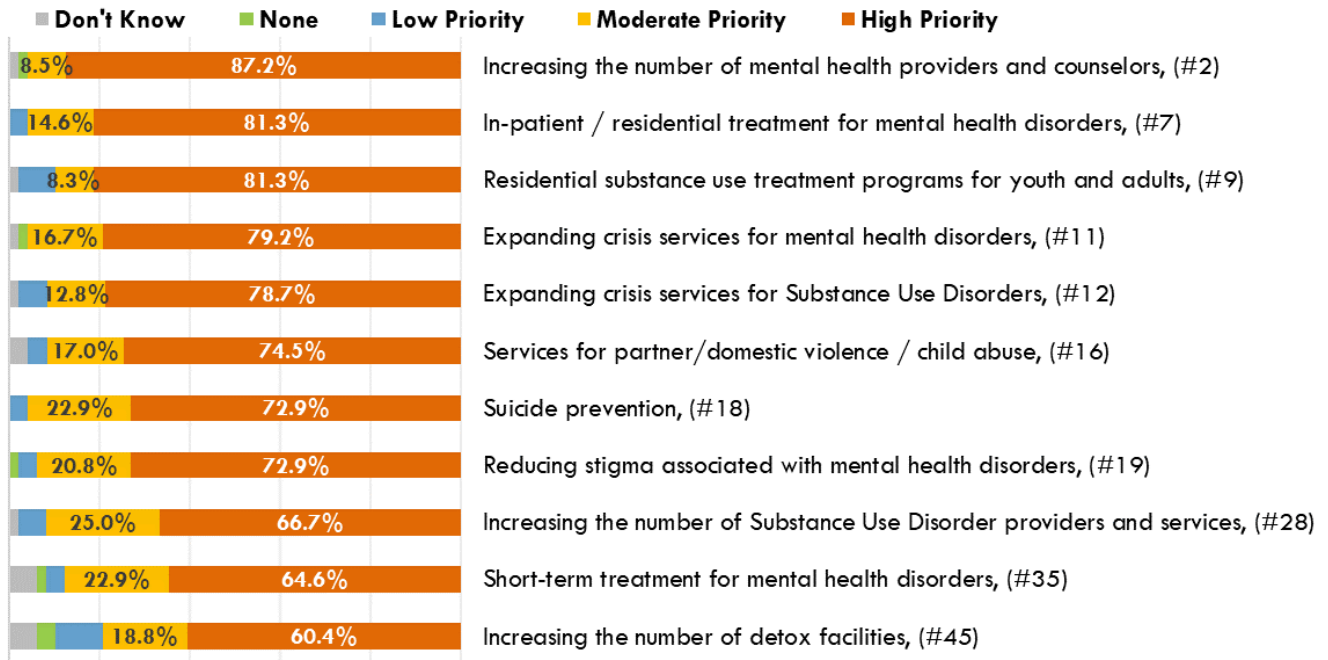 Don't Know None Low Priority Moderate Priority High Priority
8.5% 87.2% Increasing the number of mental health providers and counselors, (#2)
14.6% 81.3% In-patient / residential treatment for mental health disorders, (#7)
8.3% 81.3% Residential substance use treatment programs for youth and adults, (#9)
16.7% 79.2% Expanding crisis services for mental health disorders, (#11)
12.8% 78.7% Expanding crisis services for Substance Use Disorders, (#12)
17.0% 74.5% Services for partner/domestic violence / child abuse, (#16)
22.9% 72.9% Suicide prevention, (#18)
20.8% 72.9% Reducing stigma associated with mental health disorders, (#19)
25.0% 66.7% Increasing the number of Substance Use Disorder providers and services, (#28)
22.9% 64.6% Short-term treatment for mental health disorders, (#35)
18.8% 60.4% Increasing the number of detox facilities, (#45)